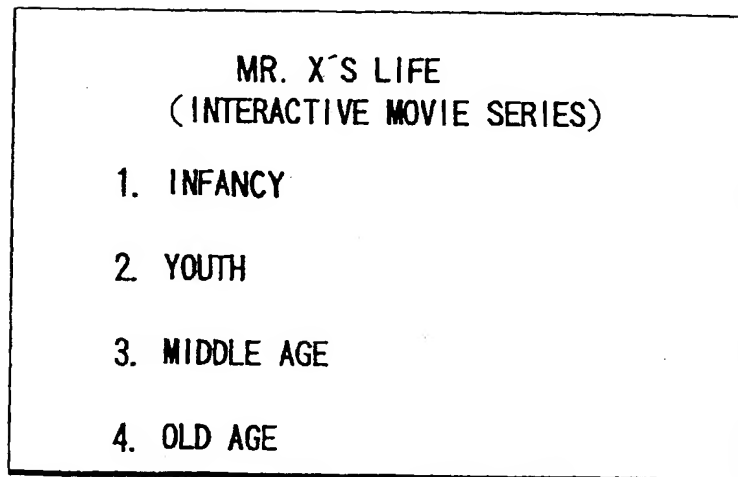 MR. X´S LIFE
(INTERACTIVE MOVIE SERIES)
1. INFANCY
2. YOUTH
3. MIDDLE AGE
4. OLD AGE